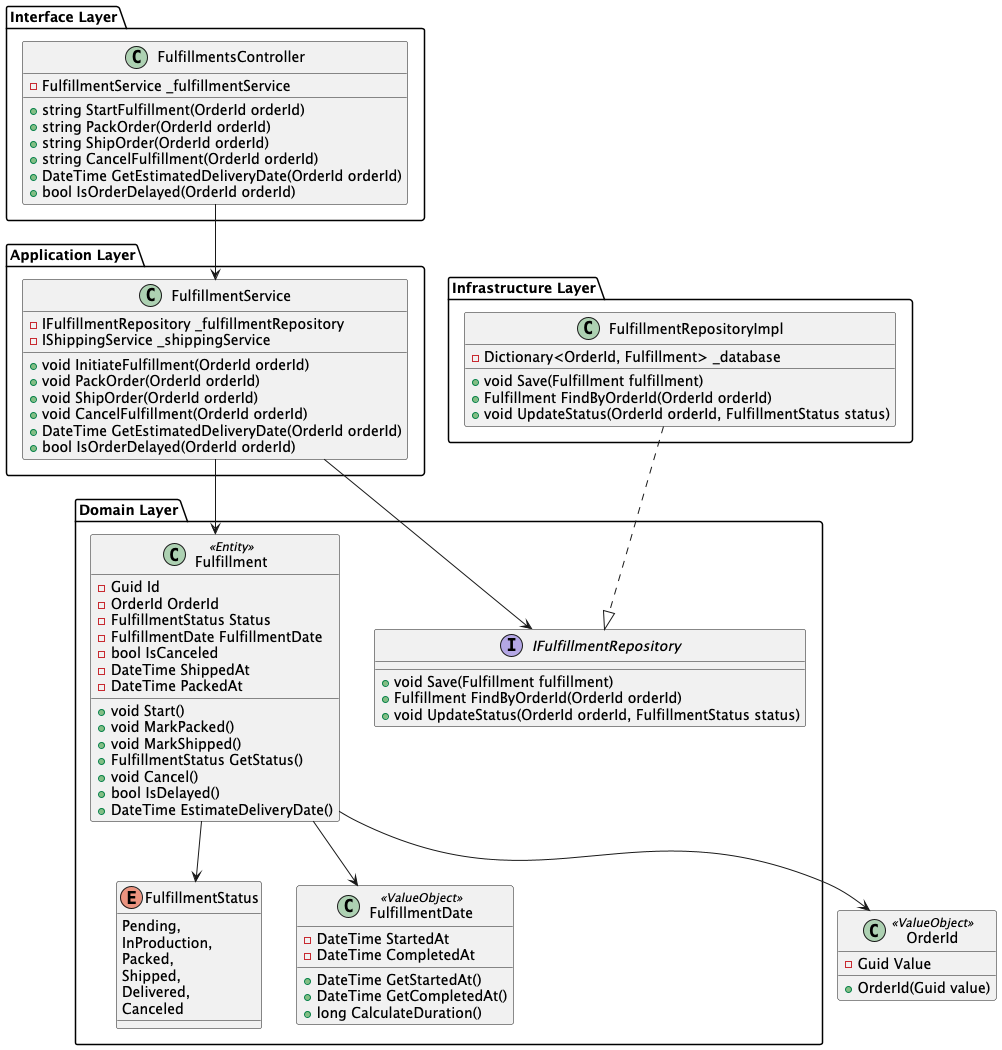 Interface Layer
C FulfillmentsController
FulfillmentService _fulfillmentService
string StartFulfillment(OrderId orderId)
string PackOrder(OrderId orderId)
string ShipOrder(OrderId orderId)
string CancelFulfillment(OrderId orderId)
DateTime GetEstimatedDeliveryDate(OrderId orderId)
bool IsOrderDelayed(OrderId orderId)
Application Layer
C FulfillmentService
IFulfillmentRepository _fulfillmentRepository
IShippingService _shippingService
void InitiateFulfillment(OrderId orderId)
void PackOrder(OrderId orderId)
void ShipOrder(OrderId orderId)
void CancelFulfillment(OrderId orderId)
DateTime GetEstimatedDeliveryDate(OrderId orderId)
bool IsOrderDelayed(OrderId orderId)
Infrastructure Layer
C FulfillmentRepositoryImpl
Dictionary<OrderId, Fulfillment> _database
void Save(Fulfillment fulfillment)
Fulfillment FindByOrderId(OrderId orderId)
void UpdateStatus(OrderId orderId, FulfillmentStatus status)
Domain Layer
«Entity»
C Fulfillment
Guid Id
OrderId OrderId
FulfillmentStatus Status
FulfillmentDate FulfillmentDate
bool IsCanceled
DateTime ShippedAt
DateTime PackedAt
void Start()
void MarkPacked()
void MarkShipped()
FulfillmentStatus GetStatus()
void Cancel()
bool IsDelayed()
DateTime EstimateDeliveryDate()
I IFulfillmentRepository
void Save(Fulfillment fulfillment)
Fulfillment FindByOrderId(OrderId orderId)
void UpdateStatus(OrderId orderId, FulfillmentStatus status)
E FulfillmentStatus
Pending,
InProduction,
Packed,
Shipped,
Delivered,
Canceled
«ValueObject»
C FulfillmentDate
DateTime StartedAt
DateTime CompletedAt
DateTime GetStartedAt()
DateTime GetCompletedAt()
long CalculateDuration()
«ValueObject»
C OrderId
Guid Value
OrderId(Guid value)